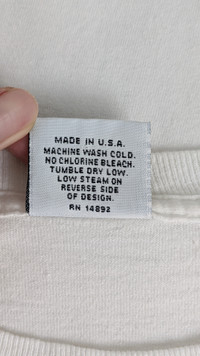 MADE IN U.S.A.
MACHINE WASH COLD.
NO CHLORINE BLEACH.
TUMBLE DRY LOW.
LOW STEAM ON
REVERSE SIDE
OF DESIGN.
RN 14892